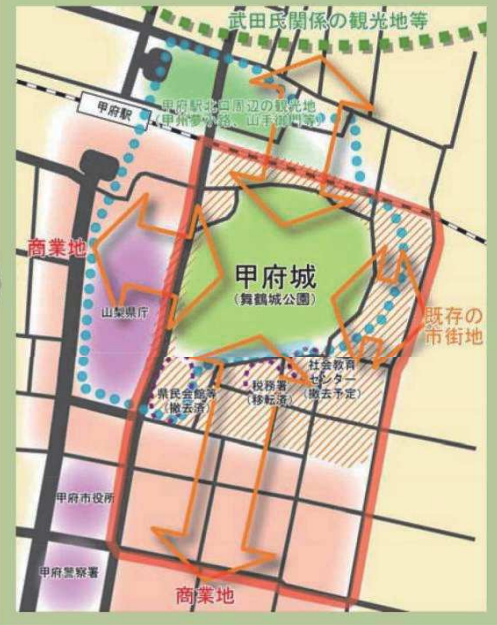 武田氏関係の観光地等
甲府駅北口周辺の観光地
(甲州夢小路、山手御門等)
甲府駅
商業地
山梨県庁
甲府城
(舞鶴城公園)
既存の
市街地
県民会館等
(撤去済)
税務署
(移転済)
社会教育
センター
(撤去予定)
甲府市役所
甲府警察署
商業地